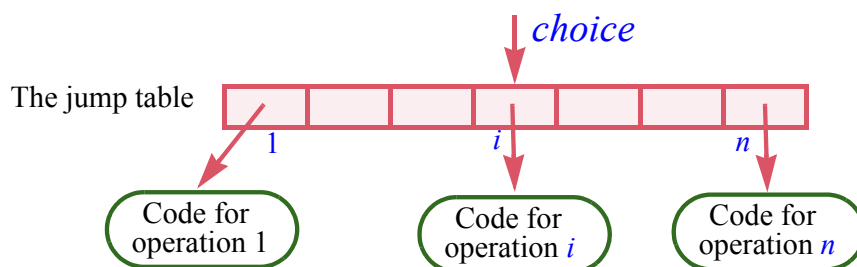 choice
The jump table
1
i
n
Code for
operation 1
Code for
operation i
Code for
operation n